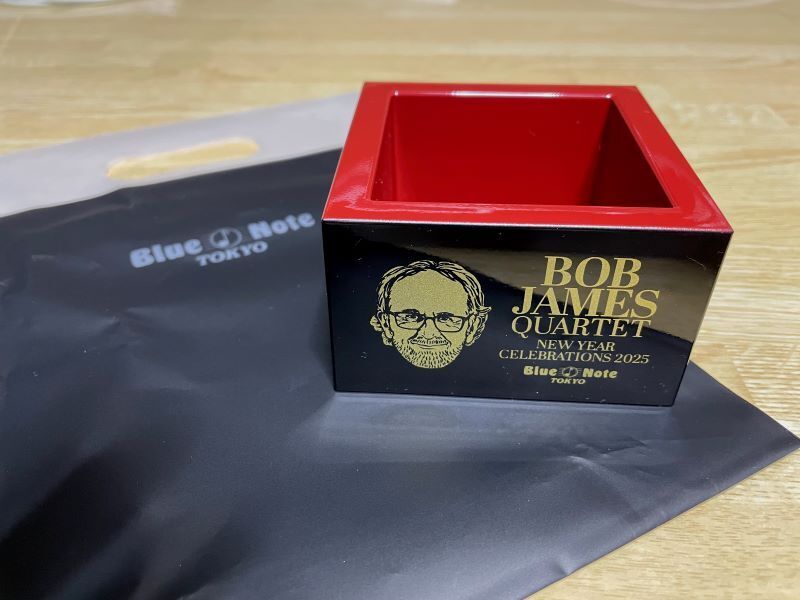 Blue Note
TOKYO
BOB
JAMES
QUARTET
NEW YEAR
CELEBRATIONS 2025
Blue Note
TOKYO